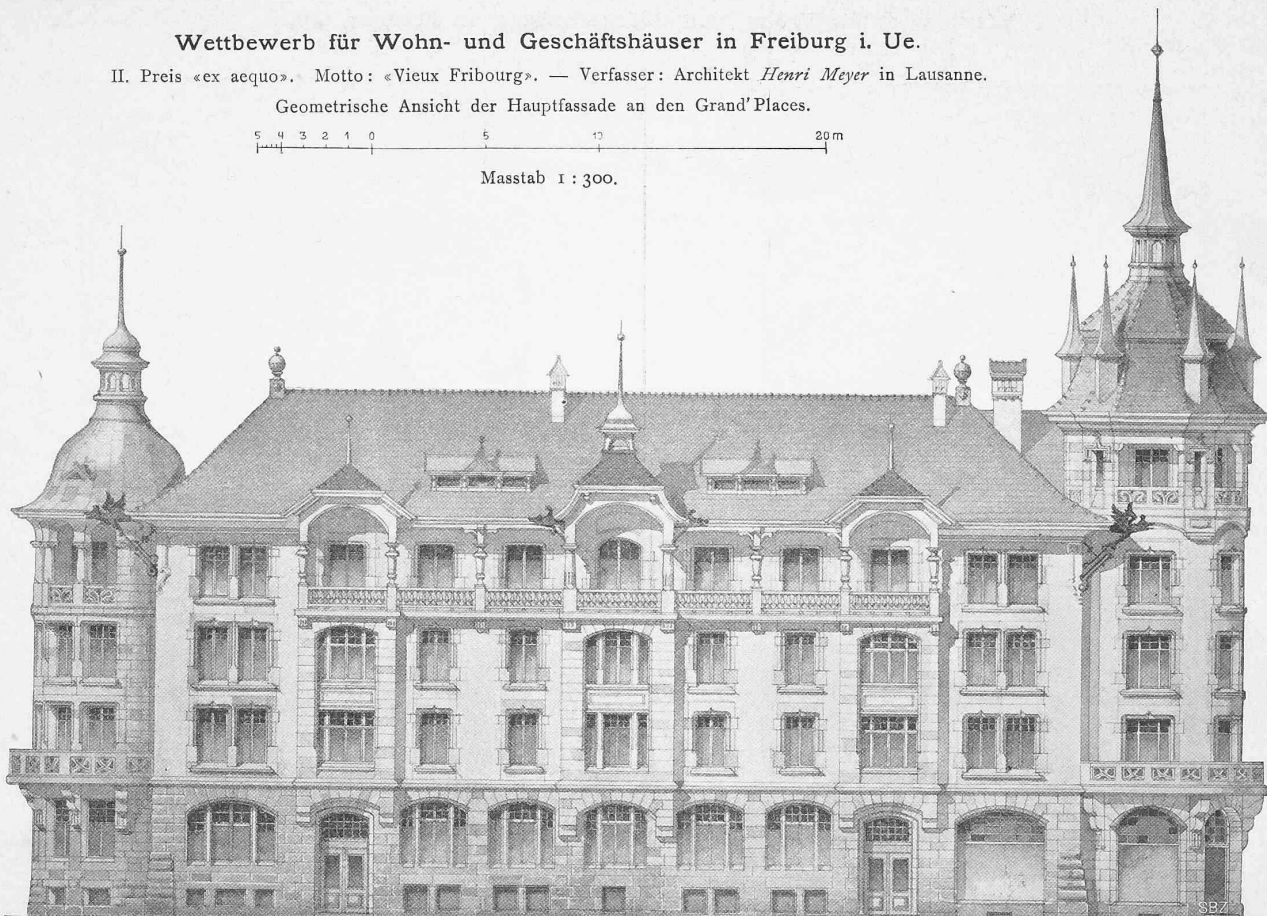 Wettbewerb für Wohn- und Geschäftshäuser in Freiburg i. Ue.
II. Preis «ex aequo». Motto: «Vieux Fribourg». — Verfasser: Architekt Henri Meyer in Lausanne.
Geometrische Ansicht der Hauptfassade an den Grand'Places.
5 4 3 2 1 0 5 10 20 m
Masstab 1 : 300.
SBZ